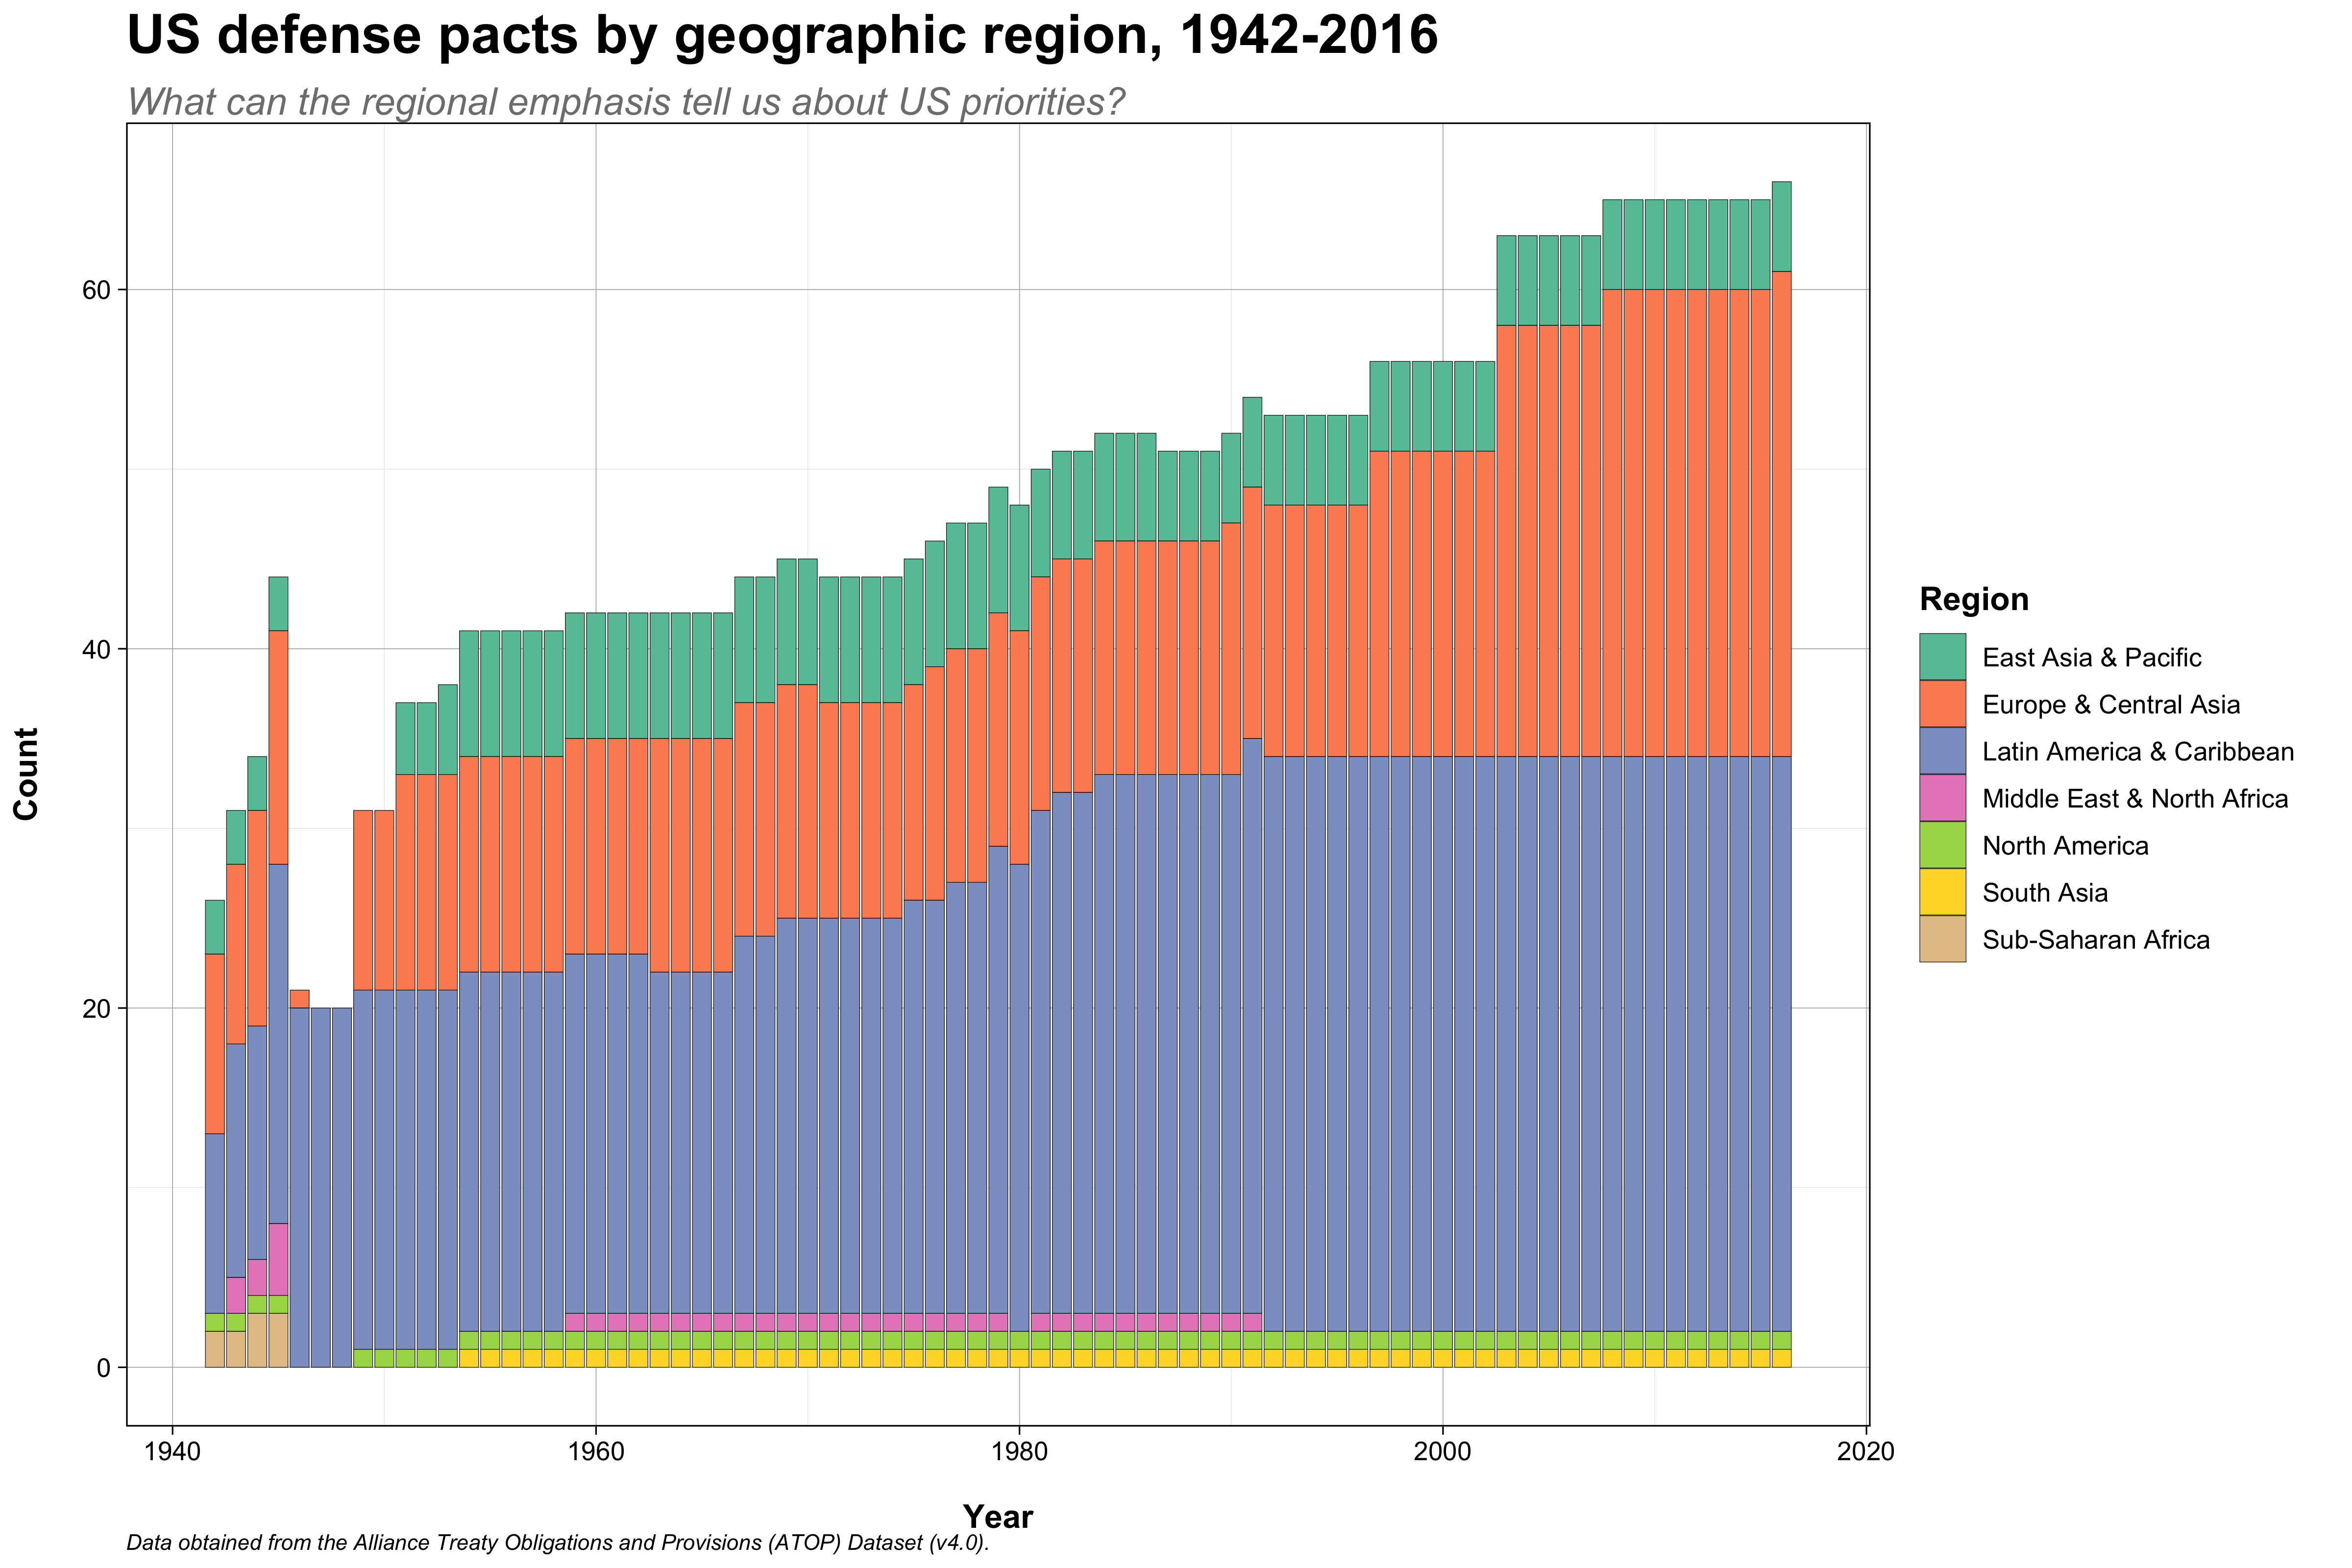 US defense pacts by geographic region, 1942-2016
What can the regional emphasis tell us about US priorities?
Count
60
40
20
0
1940
1960
1980
2000
2020
Year
Region
East Asia & Pacific
Europe & Central Asia
Latin America & Caribbean
Middle East & North Africa
North America
South Asia
Sub-Saharan Africa
Data obtained from the Alliance Treaty Obligations and Provisions (ATOP) Dataset (v4.0).